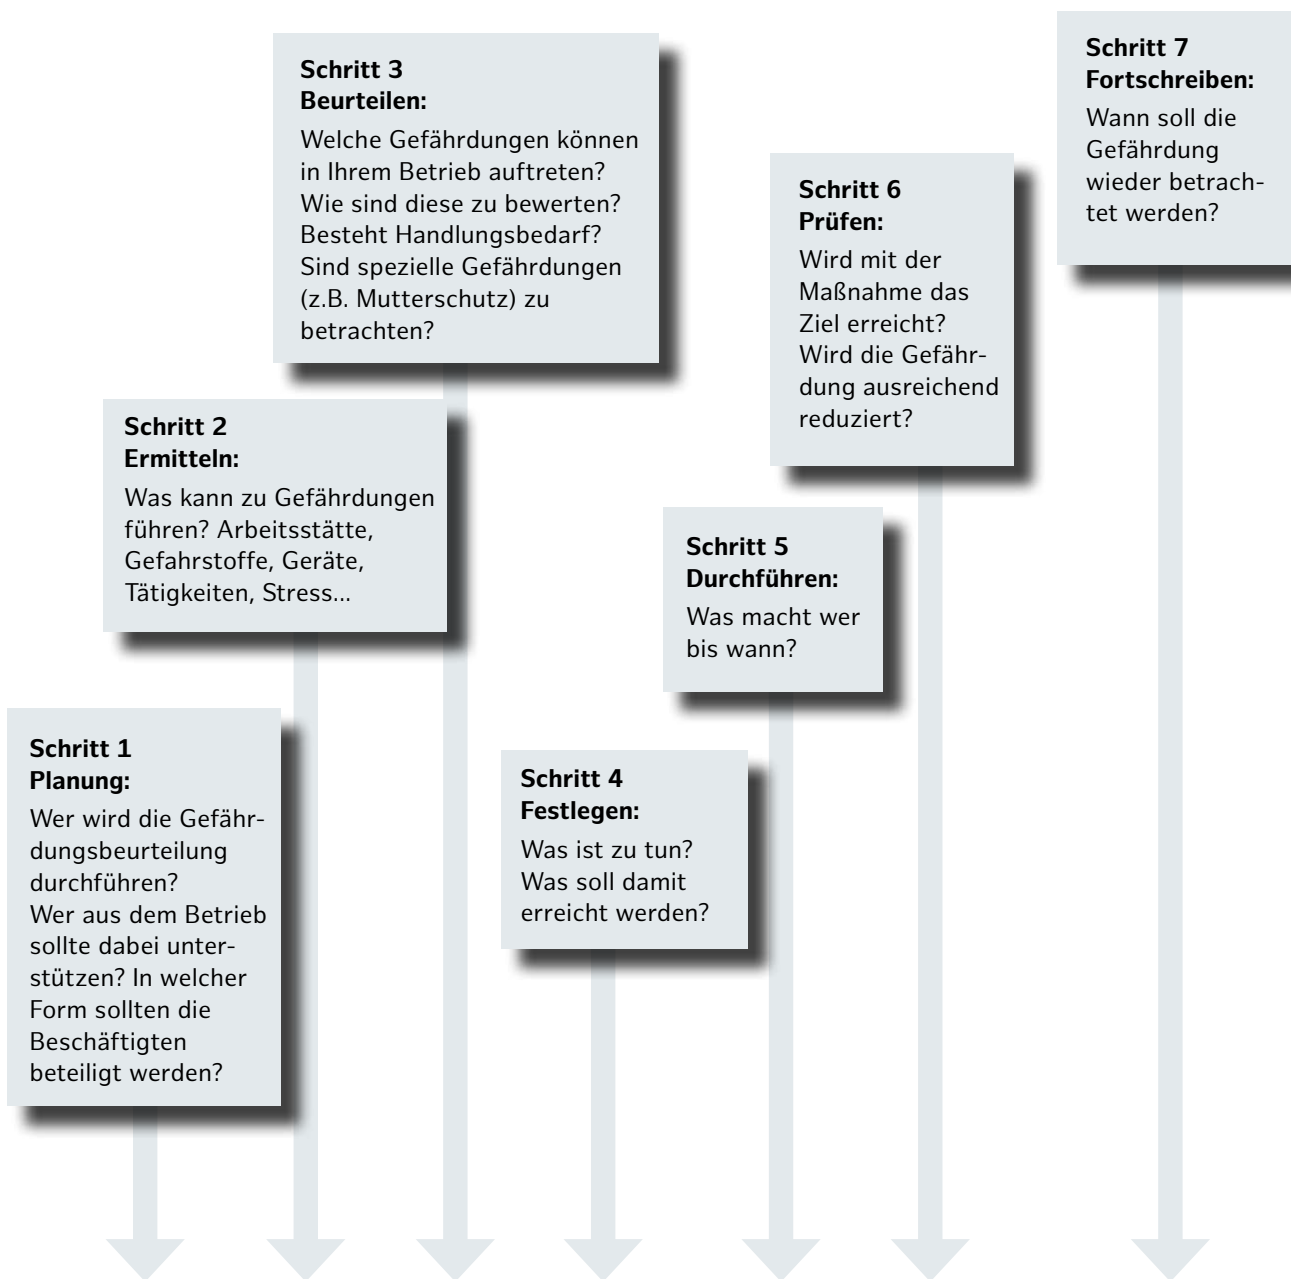 Schritt 1
Planung:
Wer wird die Gefähr-
dungsbeurteilung
durchführen?
Wer aus dem Betrieb
sollte dabei unter-
stützen? In welcher
Form sollten die
Beschäftigten
beteiligt werden?
Schritt 2
Ermitteln:
Was kann zu Gefährdungen
führen? Arbeitsstätte,
Gefahrstoffe, Geräte,
Tätigkeiten, Stress...
Schritt 3
Beurteilen:
Welche Gefährdungen können
in Ihrem Betrieb auftreten?
Wie sind diese zu bewerten?
Besteht Handlungsbedarf?
Sind spezielle Gefährdungen
(z.B. Mutterschutz) zu
betrachten?
Schritt 4
Festlegen:
Was ist zu tun?
Was soll damit
erreicht werden?
Schritt 5
Durchführen:
Was macht wer
bis wann?
Schritt 6
Prüfen:
Wird mit der
Maßnahme das
Ziel erreicht?
Wird die Gefähr-
dung ausreichend
reduziert?
Schritt 7
Fortschreiben:
Wann soll die
Gefährdung
wieder betrach-
tet werden?